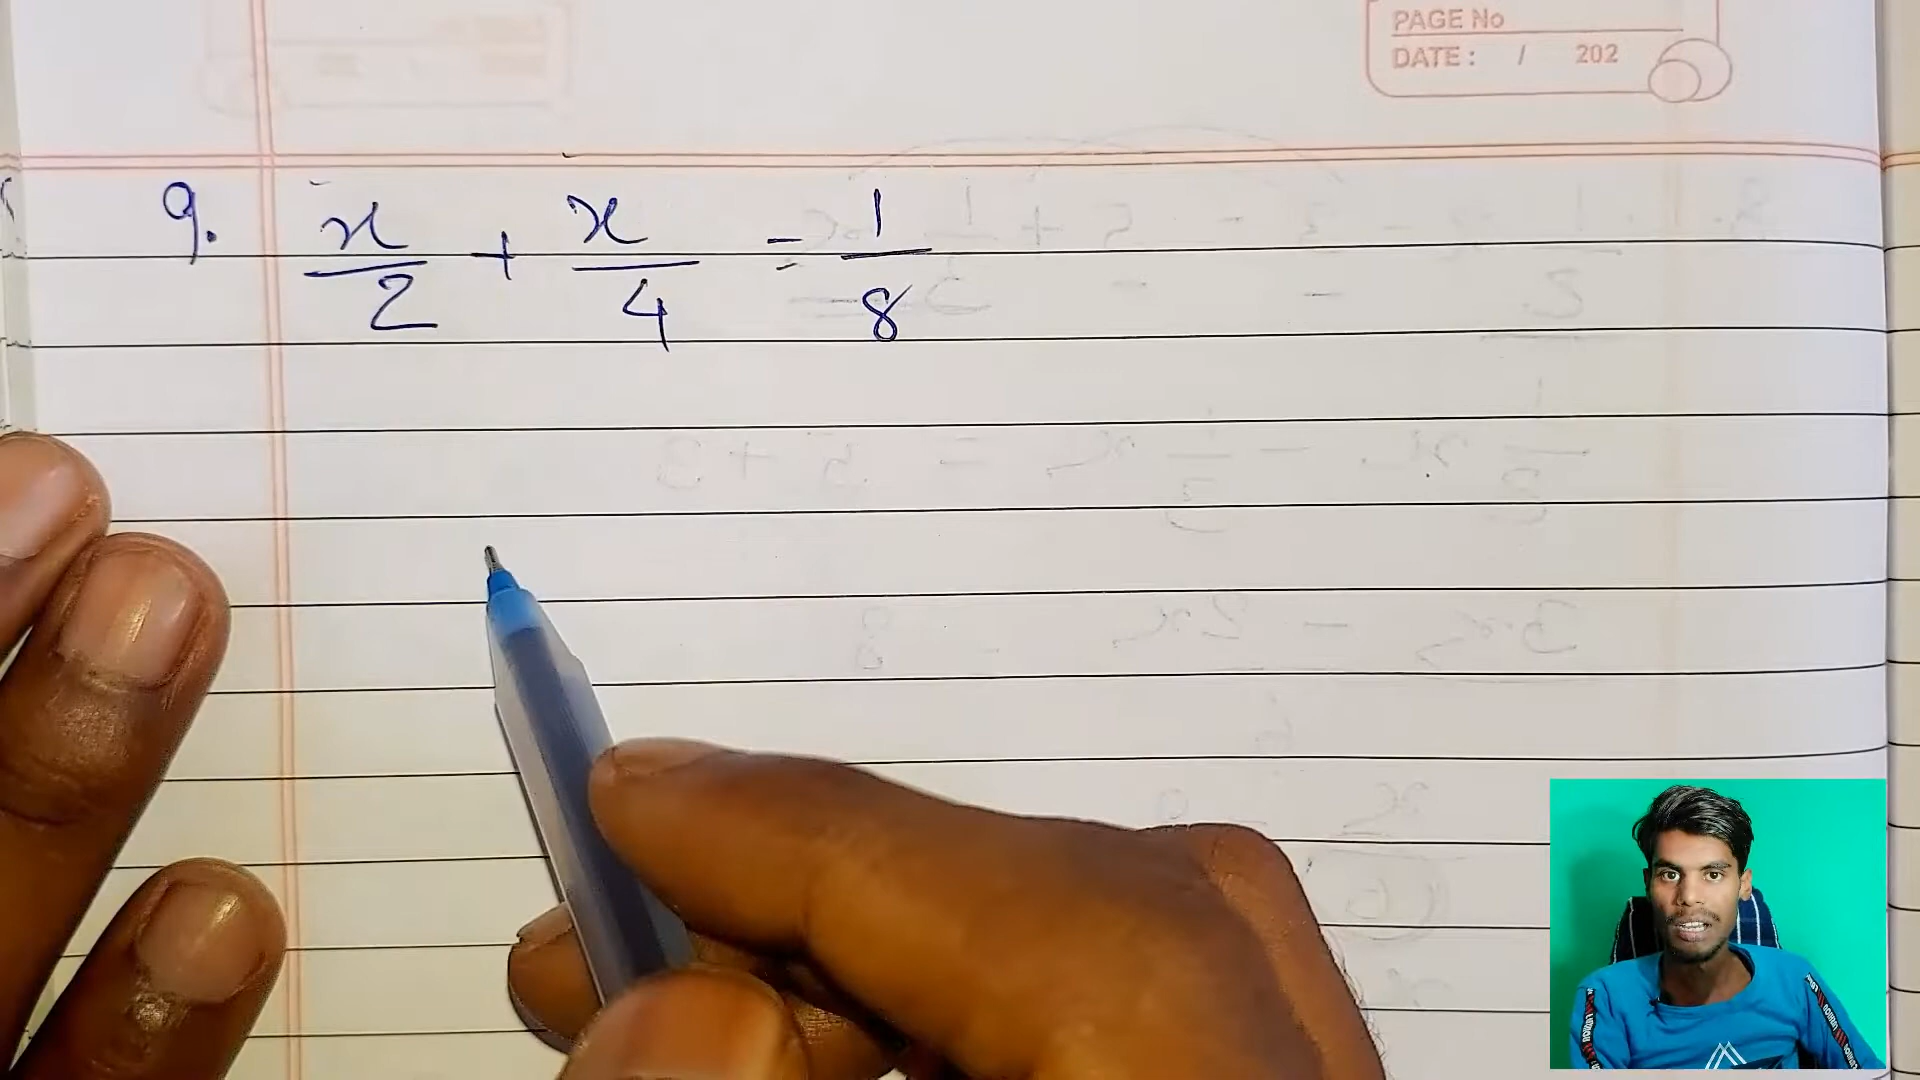 PAGE No
DATE : / 202
9. x/2 + x/4 = 1/8